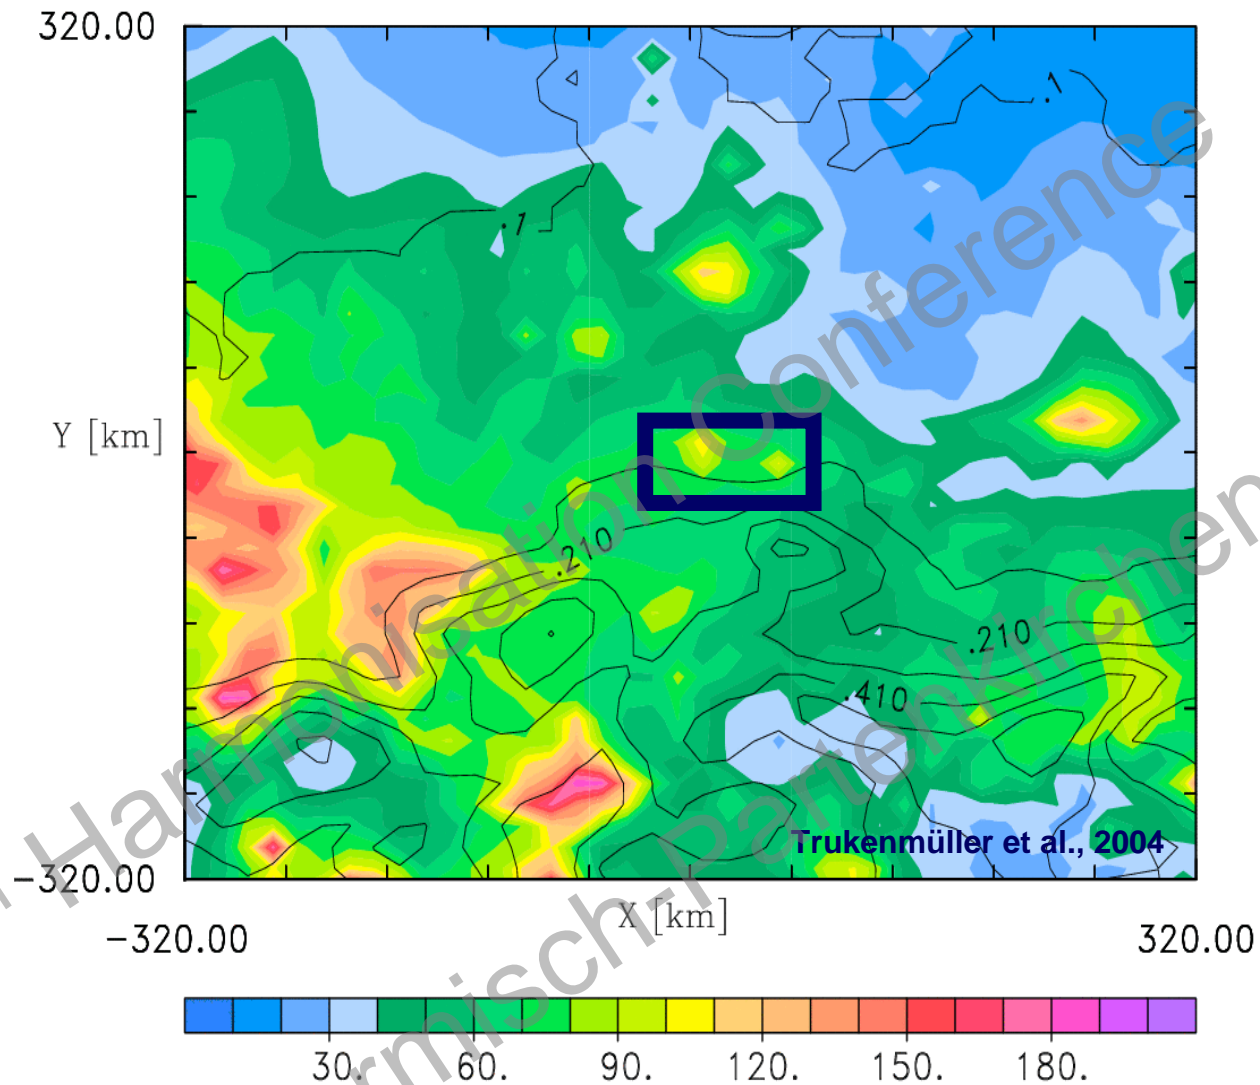 320.00
.1
.1
Y [km]
.210
.210
.410
Trukenmüller et al., 2004
-320.00
X [km]
-320.00
320.00
30. 60. 90. 120. 150. 180.
Harmonisation Conference
rmisch-Partenkirchen